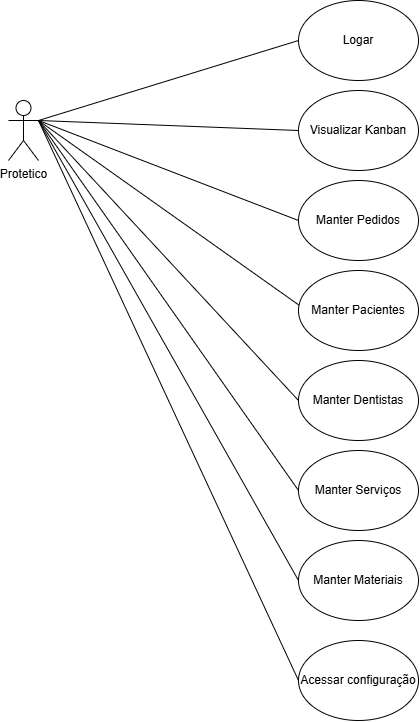 Logar
Visualizar Kanban
Protetico
Manter Pedidos
Manter Pacientes
Manter Dentistas
Manter Serviços
Manter Materiais
Acessar configuração